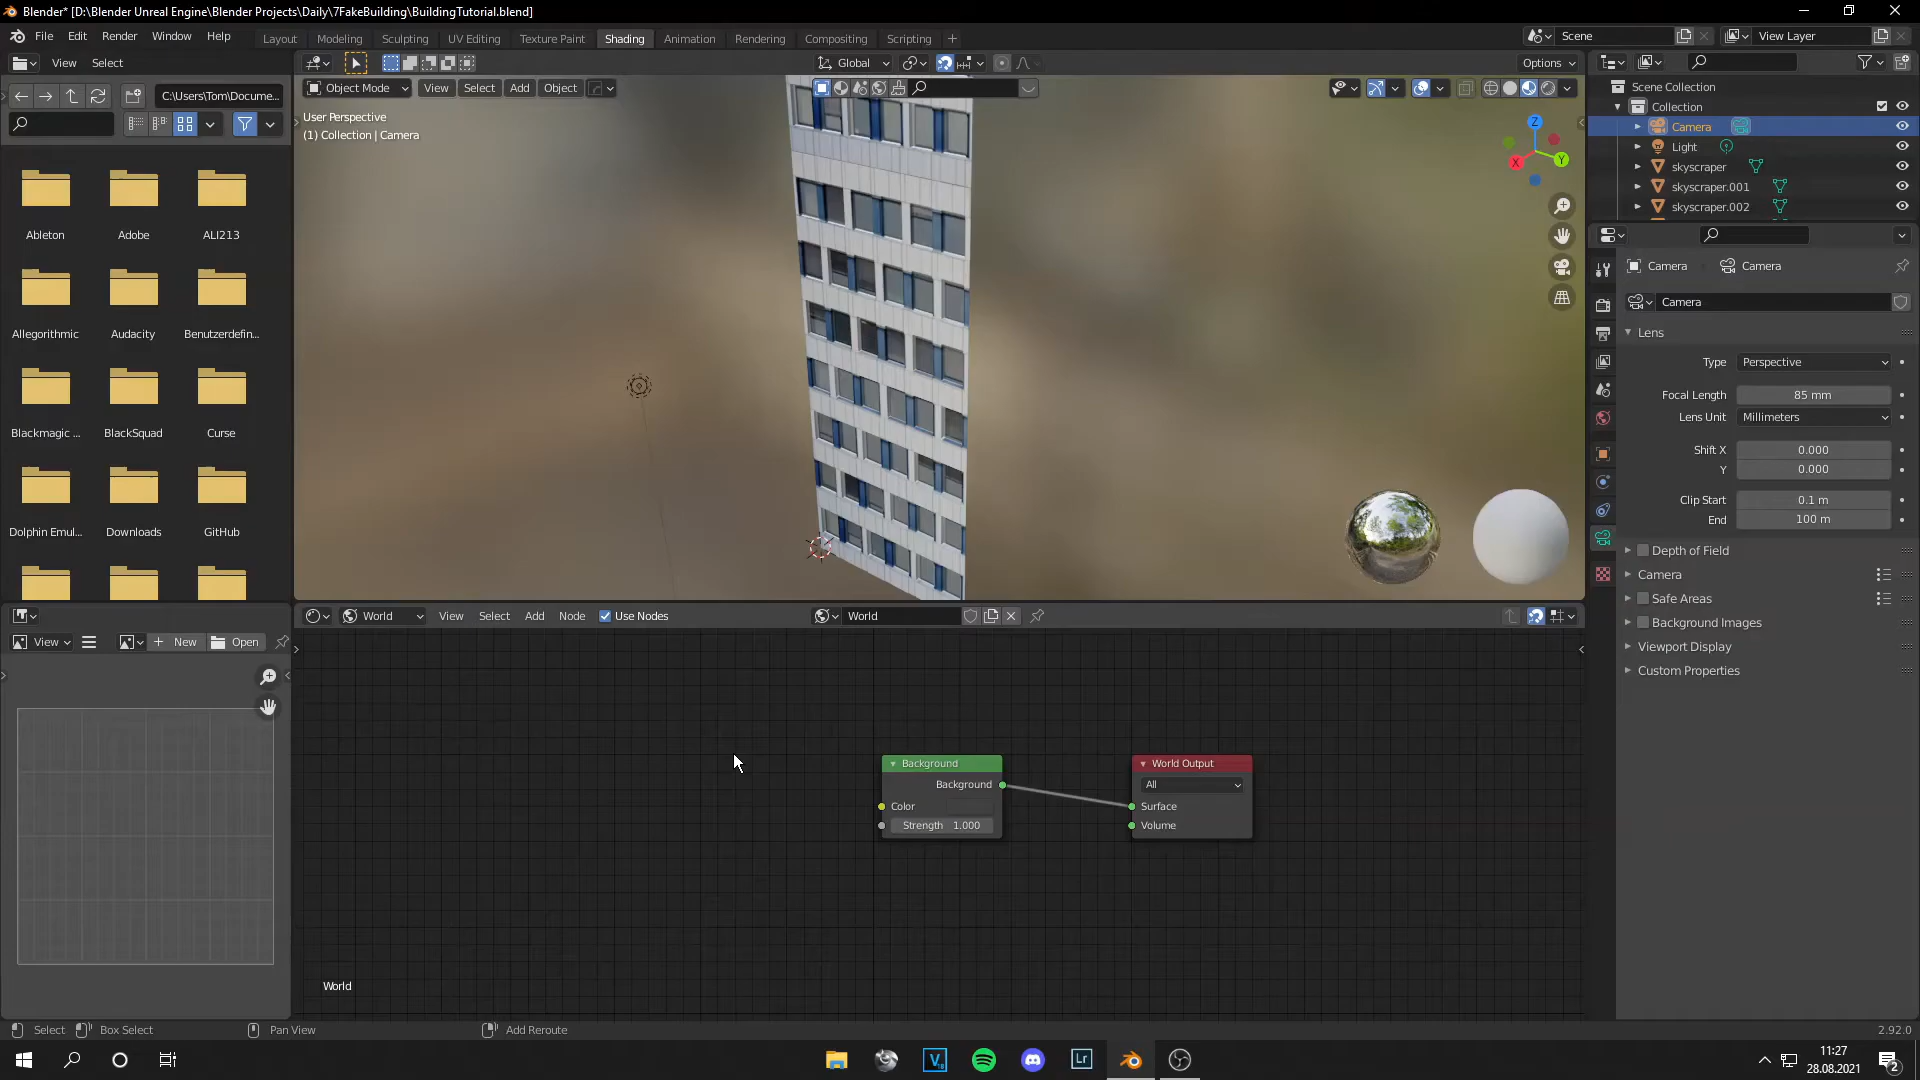 Blender* [D:\Blender Unreal Engine\Blender Projects\Daily\7FakeBuilding\BuildingTutorial.blend]
File Edit Render Window Help
Layout Modeling Sculpting UV Editing Texture Paint Shading Animation Rendering Compositing Scripting
Scene
View Layer
View Select
Global
Options
C:\Users\Tom\Docume...
Object Mode View Select Add Object
User Perspective
(1) Collection | Camera
Ableton Adobe ALI213
Allegorithmic Audacity Benutzerdefin...
Blackmagic ... BlackSquad Curse
Dolphin Emul... Downloads GitHub
Z
X
Y
Scene Collection
Collection
Camera
Light
skyscraper
skyscraper.001
skyscraper.002
Camera Camera
Camera
Lens
Type Perspective
Focal Length 85 mm
Lens Unit Millimeters
Shift X 0.000
Y 0.000
Clip Start 0.1 m
End 100 m
Depth of Field
Camera
Safe Areas
Background Images
Viewport Display
Custom Properties
World View Select Add Node Use Nodes World
View New Open
Background
Background
Color
Strength 1.000
World Output
All
Surface
Volume
World
Select Box Select Pan View Add Reroute 2.92.0
V
18
Lr
11:27
28.08.2021
2